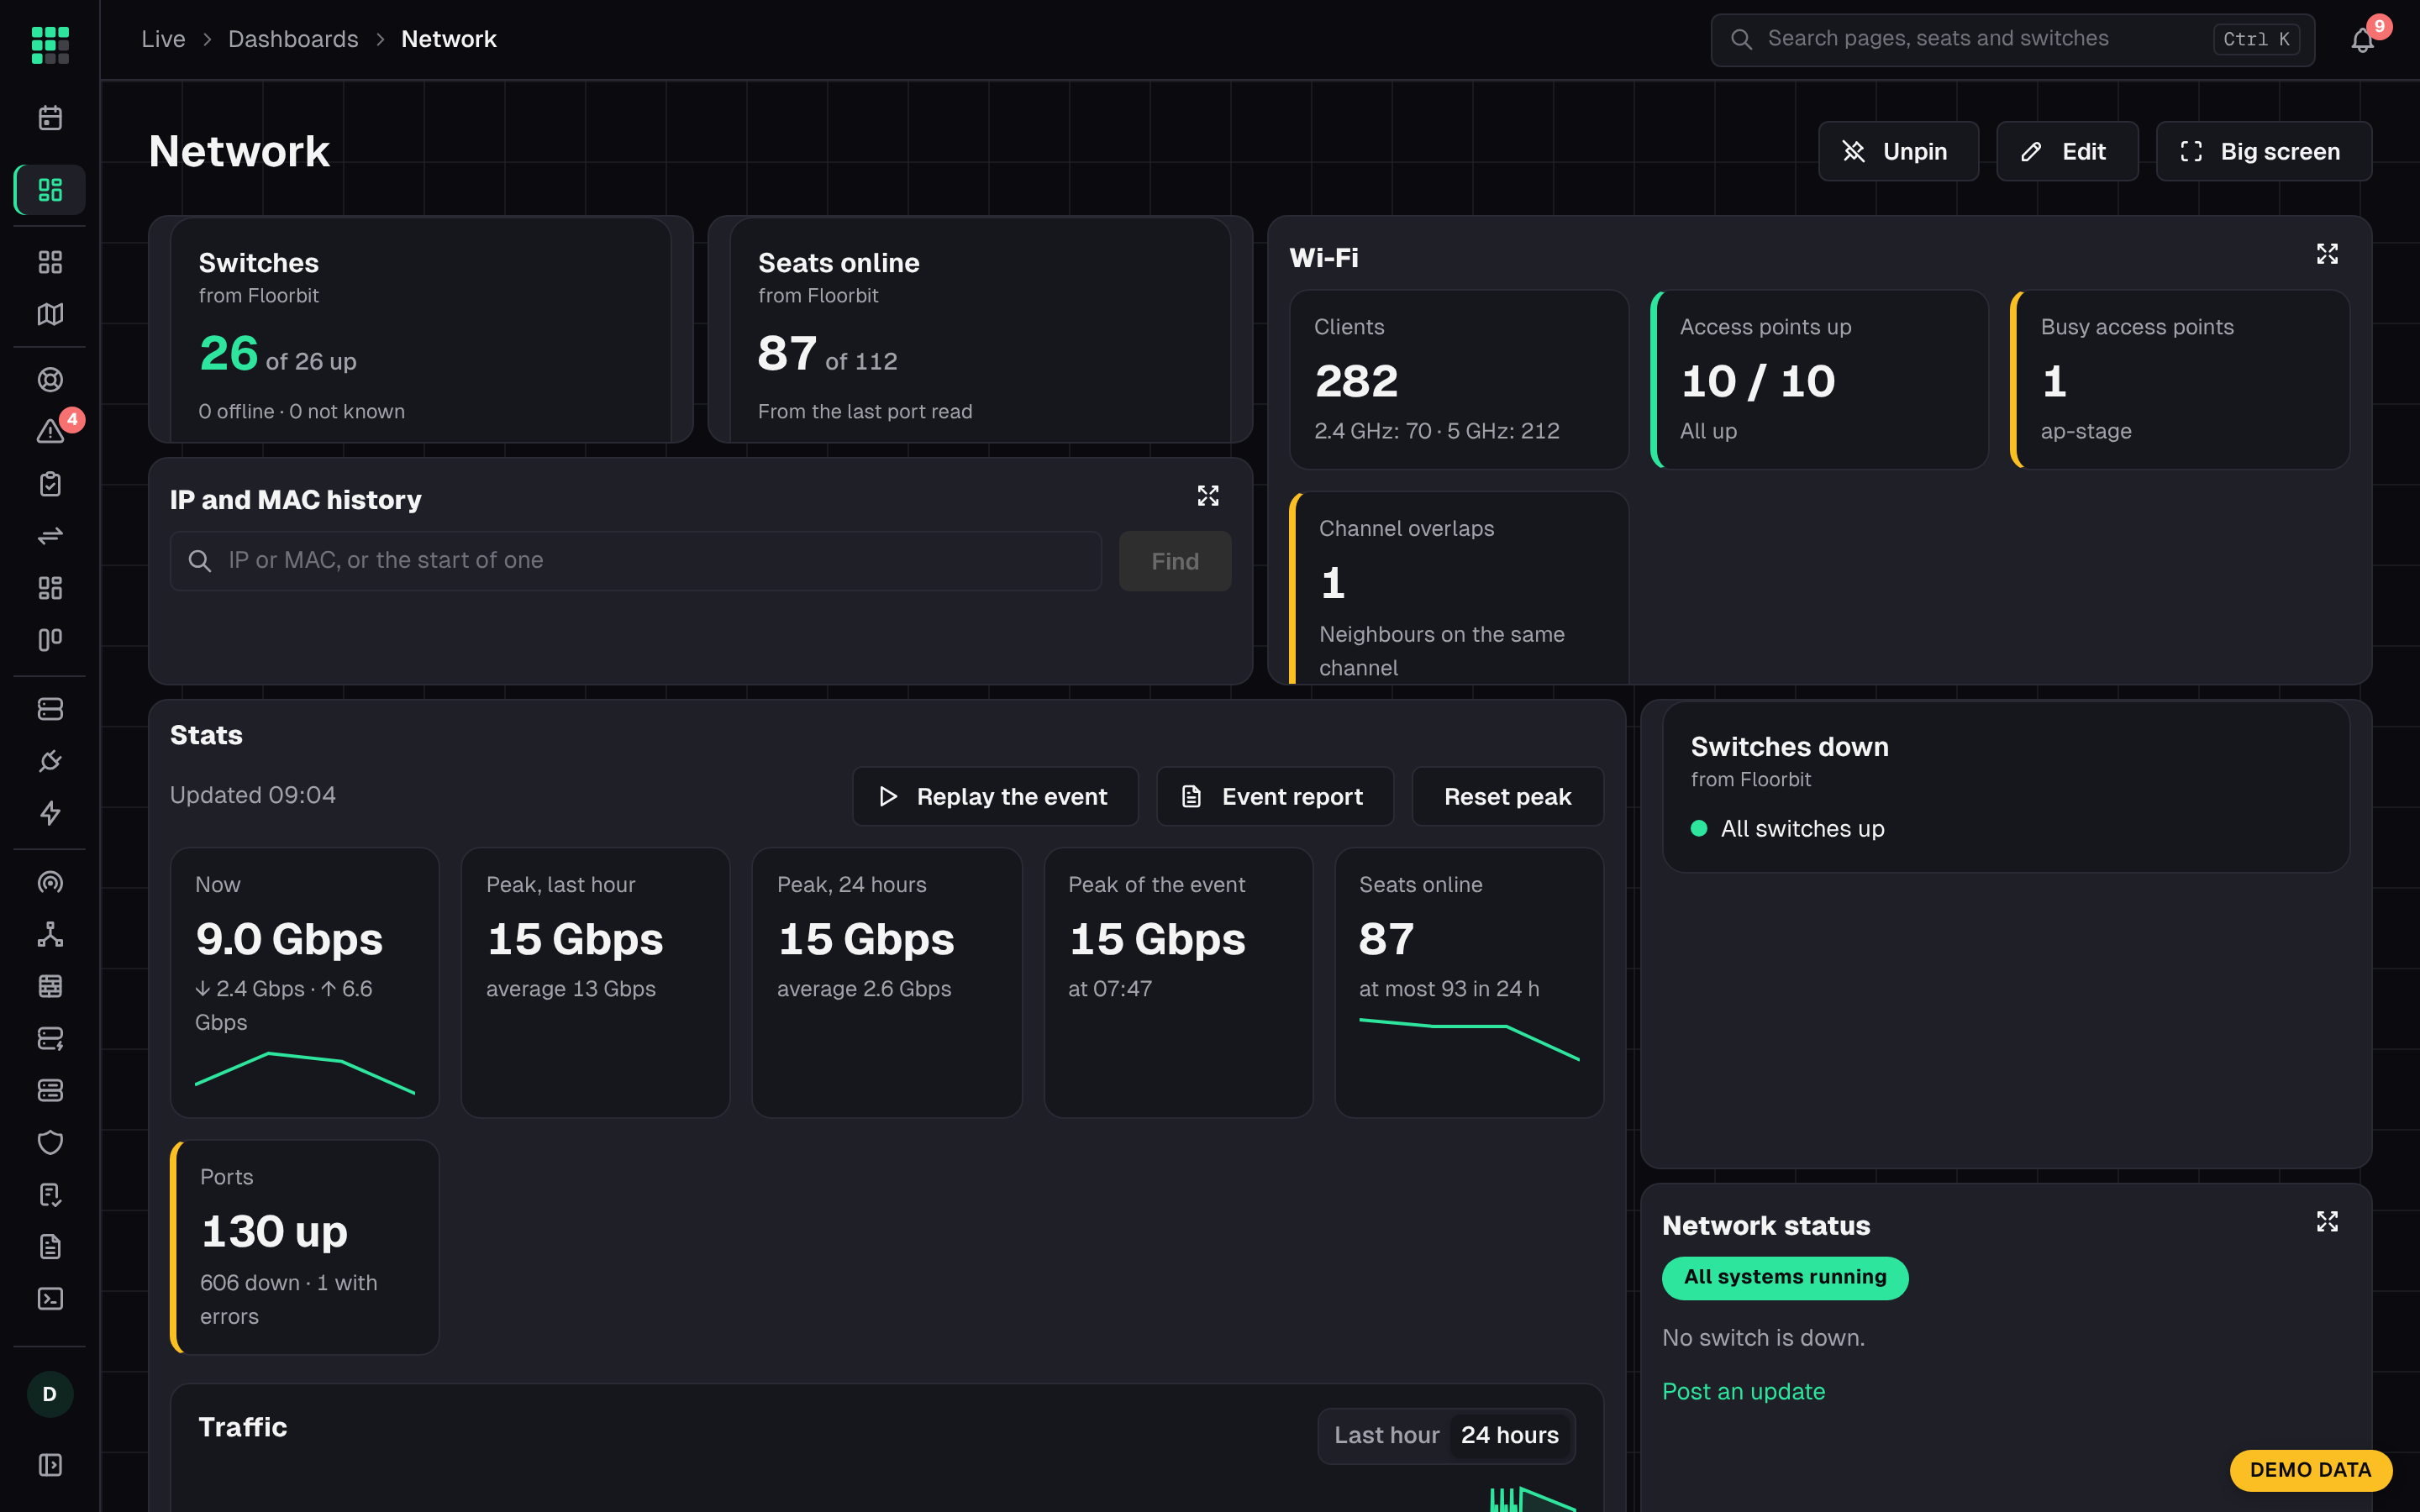 Live > Dashboards > Network
Search pages, seats and switches
Ctrl K
9
Network
Unpin
Edit
Big screen
Switches
from Floorbit
26 of 26 up
0 offline · 0 not known
Seats online
from Floorbit
87 of 112
From the last port read
Wi-Fi
Clients
282
2.4 GHz: 70 · 5 GHz: 212
Access points up
10 / 10
All up
Busy access points
1
ap-stage
Channel overlaps
1
Neighbours on the same
channel
4
IP and MAC history
IP or MAC, or the start of one
Find
Stats
Updated 09:04
Replay the event
Event report
Reset peak
Now
9.0 Gbps
↓ 2.4 Gbps · ↑ 6.6
Gbps
Peak, last hour
15 Gbps
average 13 Gbps
Peak, 24 hours
15 Gbps
average 2.6 Gbps
Peak of the event
15 Gbps
at 07:47
Seats online
87
at most 93 in 24 h
Ports
130 up
606 down · 1 with
errors
Traffic
Last hour
24 hours
Switches down
from Floorbit
All switches up
Network status
All systems running
No switch is down.
Post an update
D
DEMO DATA